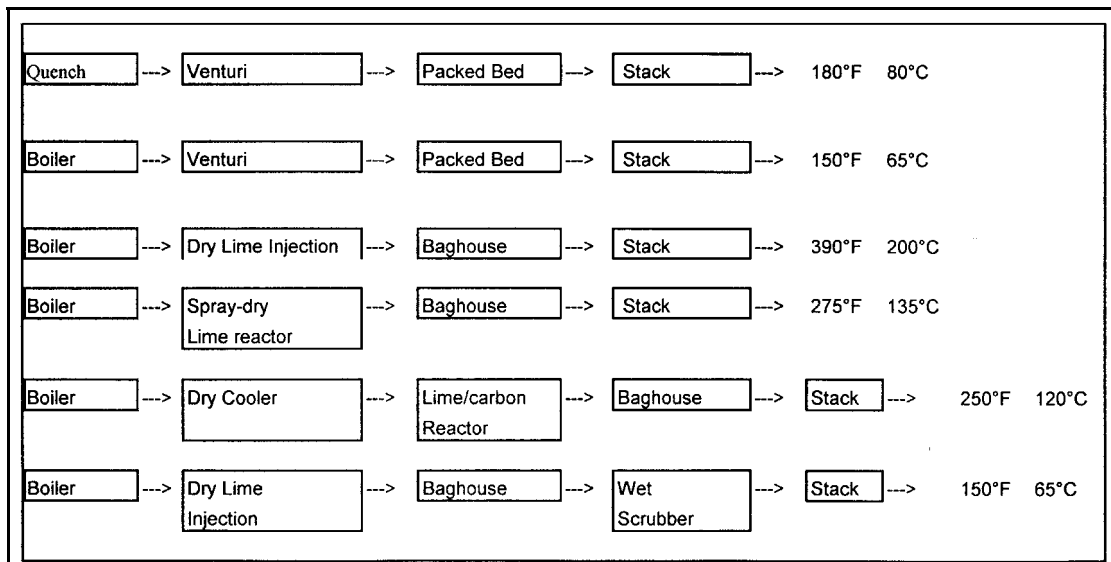 Quench ---> Venturi ---> Packed Bed ---> Stack ---> 180°F 80°C
Boiler ---> Venturi ---> Packed Bed ---> Stack ---> 150°F 65°C
Boiler ---> Dry Lime Injection ---> Baghouse ---> Stack ---> 390°F 200°C
Boiler ---> Spray-dry ---> Baghouse ---> Stack ---> 275°F 135°C
Lime reactor
Boiler ---> Dry Cooler ---> Lime/carbon ---> Baghouse ---> Stack ---> 250°F 120°C
Reactor
Boiler ---> Dry Lime ---> Baghouse ---> Wet ---> Stack ---> 150°F 65°C
Injection Scrubber